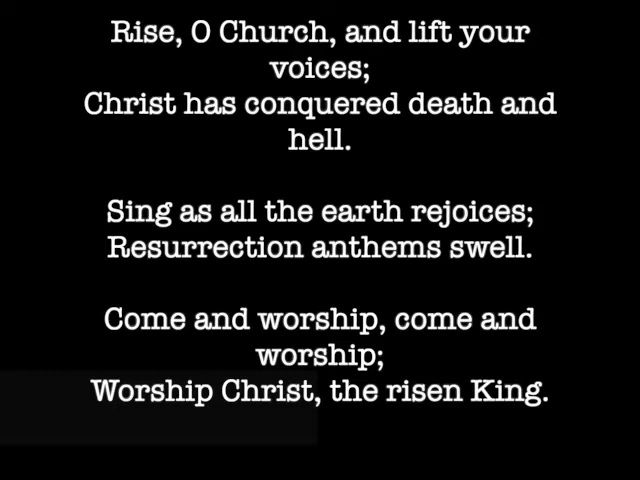 Rise, O Church, and lift your
voices;
Christ has conquered death and
hell.
Sing as all the earth rejoices;
Resurrection anthems swell.
Come and worship, come and
worship;
Worship Christ, the risen King.